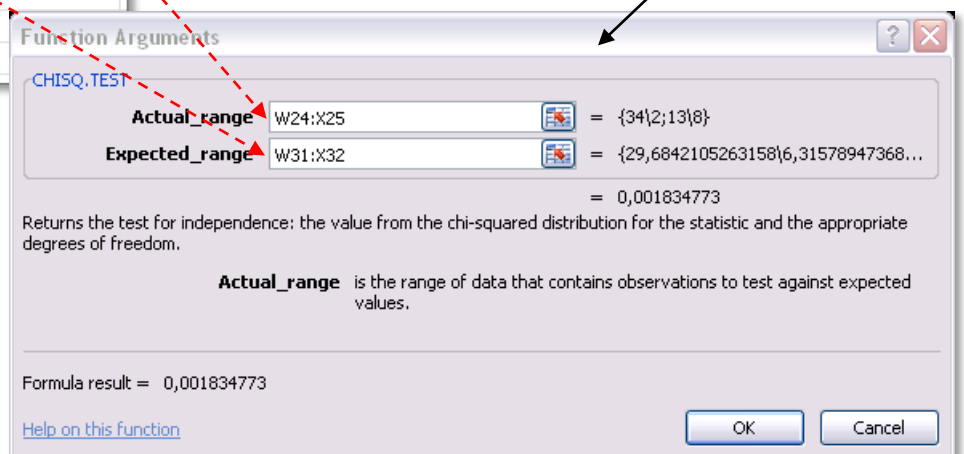 Function Arguments
CHISQ.TEST
Actual_range W24:X25 = {34\2;13\8}
Expected_range W31:X32 = {29,6842105263158\6,31578947368...
= 0,001834773
Returns the test for independence: the value from the chi-squared distribution for the statistic and the appropriate
degrees of freedom.
Actual_range is the range of data that contains observations to test against expected
values.
Formula result = 0,001834773
Help on this function OK Cancel